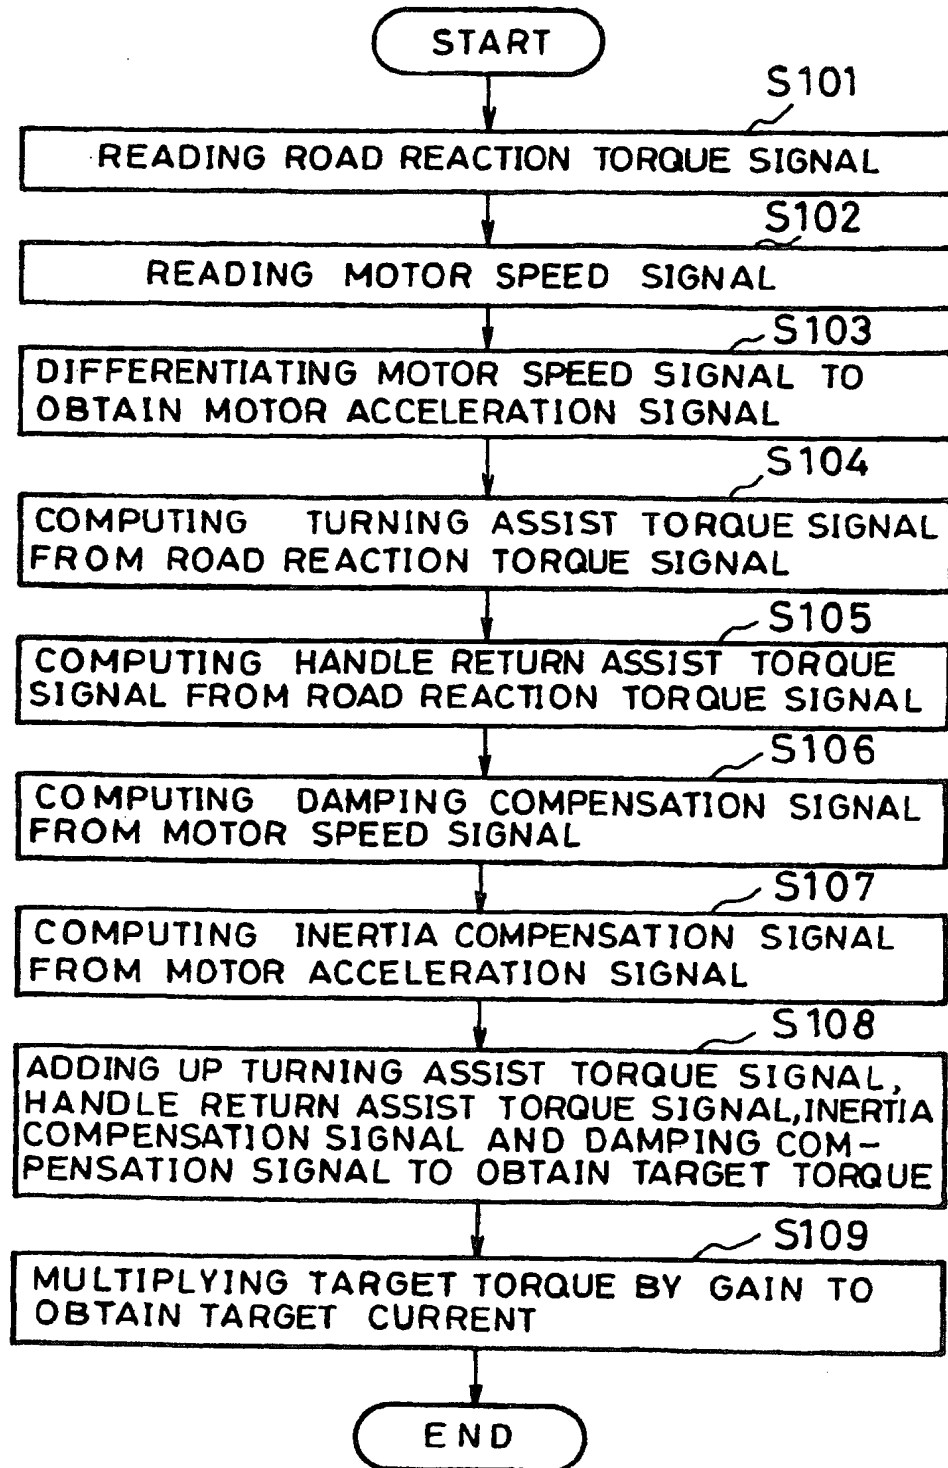 START
S101
READING ROAD REACTION TORQUE SIGNAL
S102
READING MOTOR SPEED SIGNAL
S103
DIFFERENTIATING MOTOR SPEED SIGNAL TO
OBTAIN MOTOR ACCELERATION SIGNAL
S104
COMPUTING TURNING ASSIST TORQUE SIGNAL
FROM ROAD REACTION TORQUE SIGNAL
S105
COMPUTING HANDLE RETURN ASSIST TORQUE
SIGNAL FROM ROAD REACTION TORQUE SIGNAL
S106
COMPUTING DAMPING COMPENSATION SIGNAL
FROM MOTOR SPEED SIGNAL
S107
COMPUTING INERTIA COMPENSATION SIGNAL
FROM MOTOR ACCELERATION SIGNAL
S108
ADDING UP TURNING ASSIST TORQUE SIGNAL,
HANDLE RETURN ASSIST TORQUE SIGNAL,INERTIA
COMPENSATION SIGNAL AND DAMPING COM-
PENSATION SIGNAL TO OBTAIN TARGET TORQUE
S109
MULTIPLYING TARGET TORQUE BY GAIN TO
OBTAIN TARGET CURRENT
END